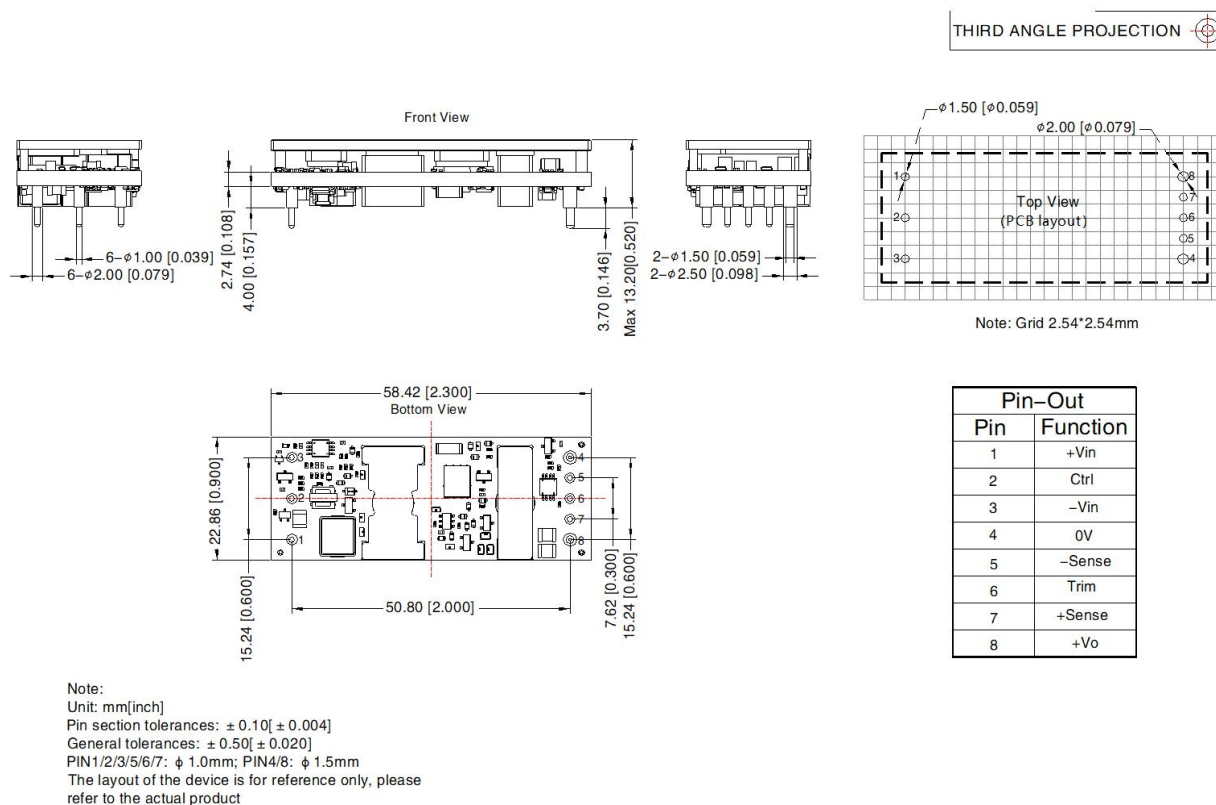 THIRD ANGLE PROJECTION
Front View
2.74 [0.108]
4.00 [0.157]
3.70 [0.146]
Max 13.20[0.520]
6-φ1.00 [0.039]
6-φ2.00 [0.079]
2-φ1.50 [0.059]
2-φ2.50 [0.098]
φ1.50 [φ0.059]
φ2.00 [φ0.079]
1
2
3
8
7
6
5
4
Top View
(PCB layout)
Note: Grid 2.54*2.54mm
58.42 [2.300]
Bottom View
22.86 [0.900]
15.24 [0.600]
3
2
1
4
5
6
7
8
7.62 [0.300]
15.24 [0.600]
50.80 [2.000]
Pin-Out
Pin Function
1 +Vin
2 Ctrl
3 -Vin
4 0V
5 -Sense
6 Trim
7 +Sense
8 +Vo
Note:
Unit: mm[inch]
Pin section tolerances: ± 0.10[ ± 0.004]
General tolerances: ± 0.50[ ± 0.020]
PIN1/2/3/5/6/7: φ 1.0mm; PIN4/8: φ 1.5mm
The layout of the device is for reference only, please
refer to the actual product